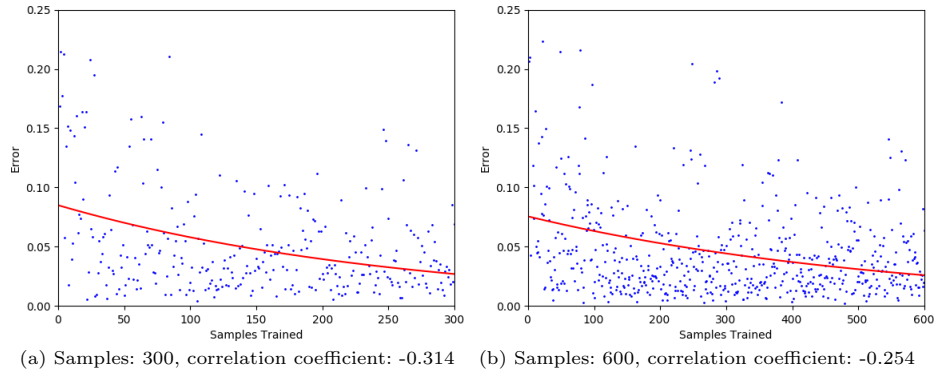 0.25
0.20
0.15
0.10
0.05
0.00
Error
0 50 100 150 200 250 300
Samples Trained
(a) Samples: 300, correlation coefficient: -0.314
0.25
0.20
0.15
0.10
0.05
0.00
Error
0 100 200 300 400 500 600
Samples Trained
(b) Samples: 600, correlation coefficient: -0.254